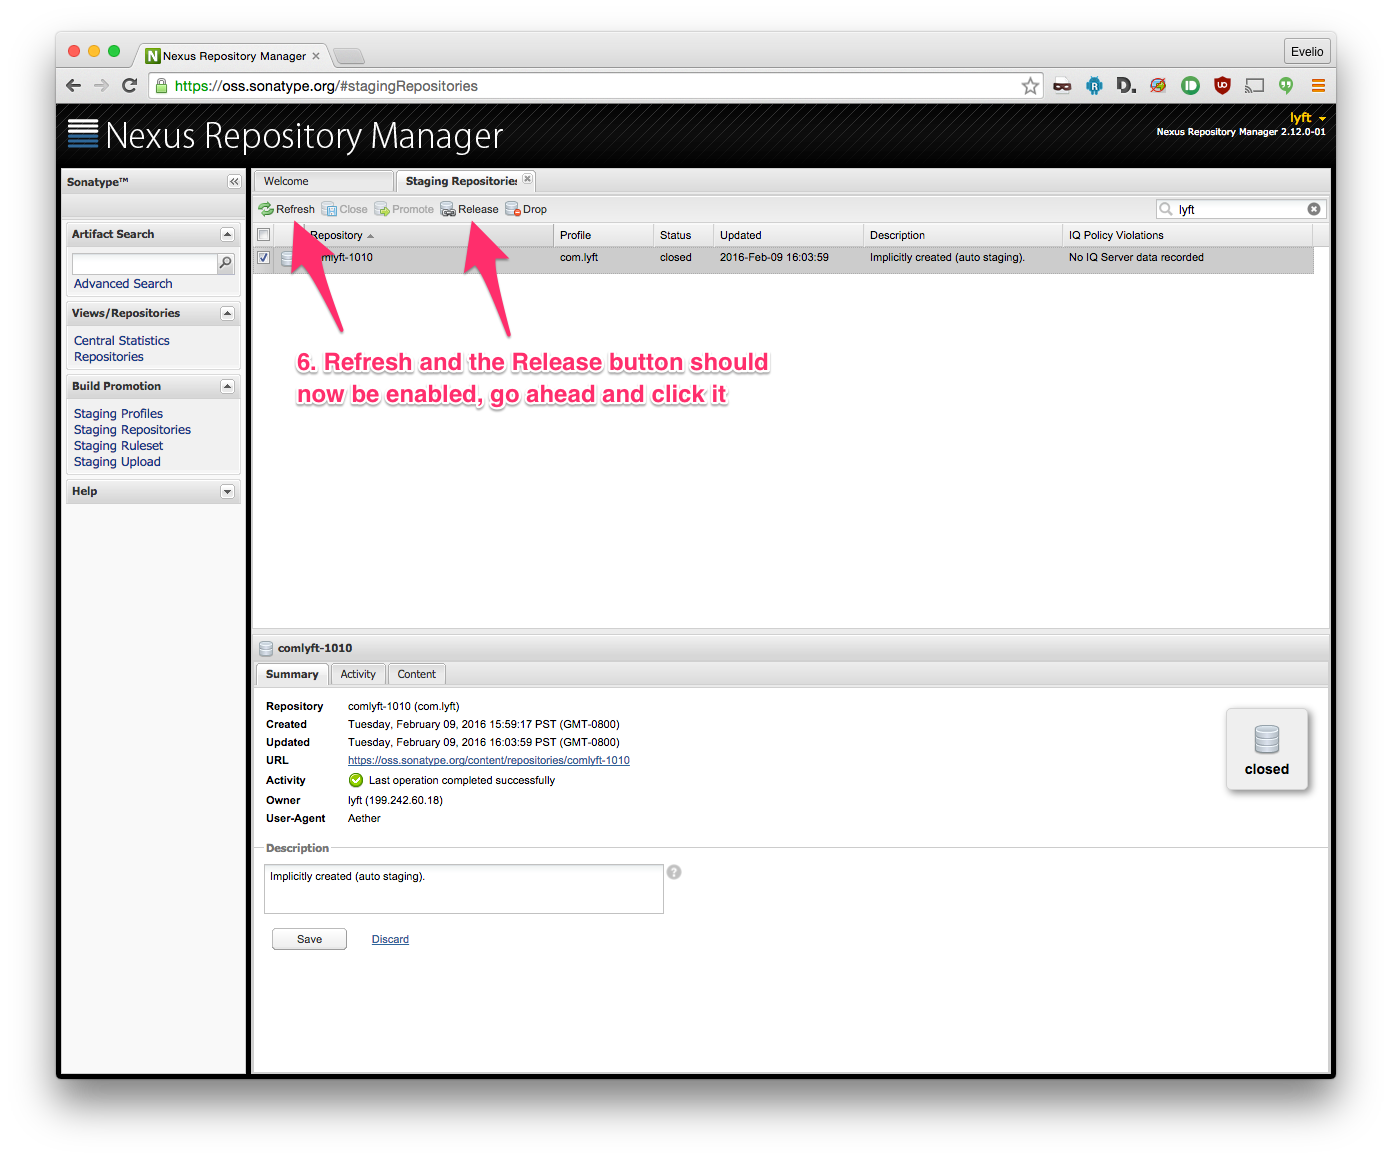 Nexus Repository Manager
Evelio
https://oss.sonatype.org/#stagingRepositories
Nexus Repository Manager
lyft
Nexus Repository Manager 2.12.0-01
Sonatype™
Welcome
Staging Repositories
Refresh Close Promote Release Drop
lyft
Artifact Search
Advanced Search
Views/Repositories
Central Statistics
Repositories
Build Promotion
Staging Profiles
Staging Repositories
Staging Ruleset
Staging Upload
Help
Repository Profile Status Updated Description IQ Policy Violations
mlyft-1010 com.lyft closed 2016-Feb-09 16:03:59 Implicitly created (auto staging). No IQ Server data recorded
6. Refresh and the Release button should
now be enabled, go ahead and click it
comlyft-1010
Summary Activity Content
Repository comlyft-1010 (com.lyft)
Created Tuesday, February 09, 2016 15:59:17 PST (GMT-0800)
Updated Tuesday, February 09, 2016 16:03:59 PST (GMT-0800)
URL https://oss.sonatype.org/content/repositories/comlyft-1010
Activity Last operation completed successfully
Owner lyft (199.242.60.18)
User-Agent Aether
closed
Description
Implicitly created (auto staging).
Save Discard